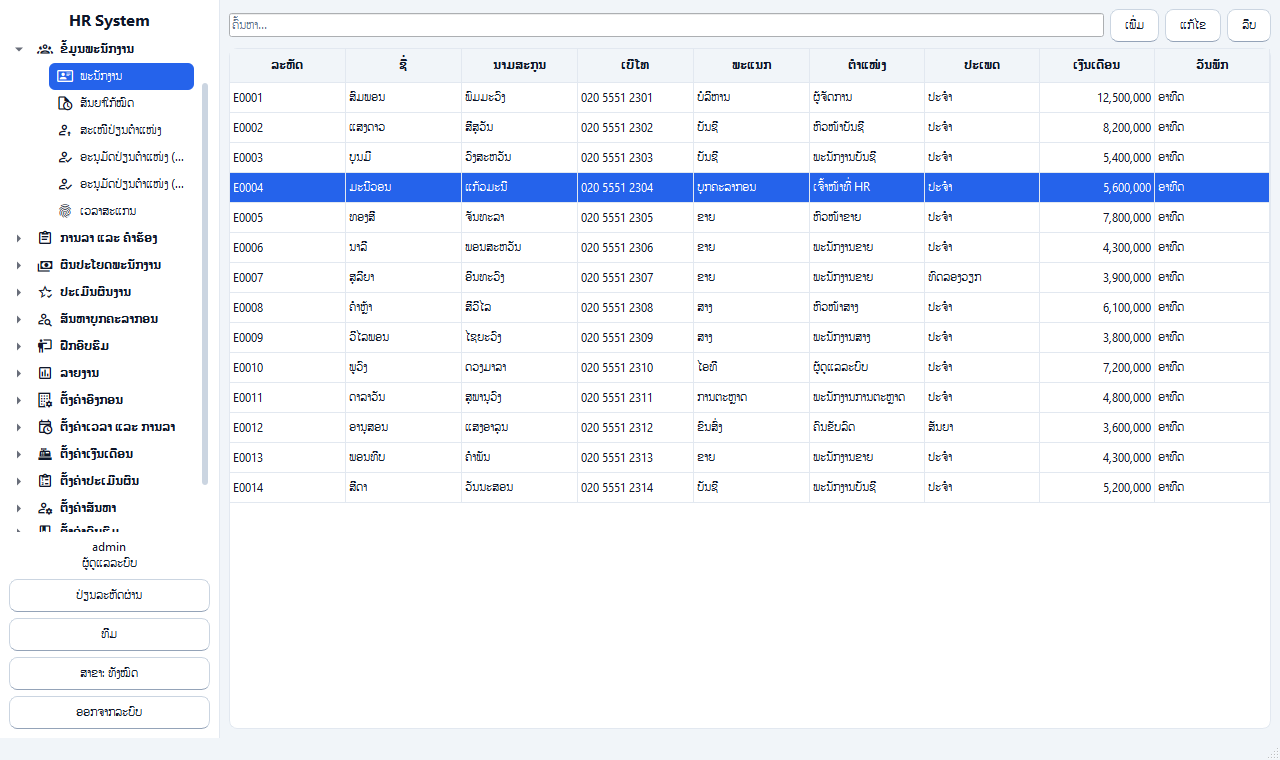 HR System
ຂໍ້ມູນພະນັກງານ
ພະນັກງານ
ສັນຍາໃກ້ໝົດ
ສະເໜີປ່ຽນຕຳແໜ່ງ
ອະນຸມັດປ່ຽນຕຳແໜ່ງ (...
ອະນຸມັດປ່ຽນຕຳແໜ່ງ (...
ເວລາສະແກນ
ການລາ ແລະ ຄຳຮ້ອງ
ຜົນປະໂຫຍດພະນັກງານ
ປະເມີນຜົນງານ
ສັນຫາບຸກຄະລາກອນ
ຝຶກອົບຮົມ
ລາຍງານ
ຕັ້ງຄ່າອົງກອນ
ຕັ້ງຄ່າເວລາ ແລະ ການລາ
ຕັ້ງຄ່າເງິນເດືອນ
ຕັ້ງຄ່າປະເມີນຜົນ
ຕັ້ງຄ່າສັນຫາ
admin
ຜູ້ດູແລລະບົບ
ປ່ຽນລະຫັດຜ່ານ
ທີມ
ສາຂາ: ທັງໝົດ
ອອກຈາກລະບົບ
ຄົ້ນຫາ...
ເພີ່ມ ແກ້ໄຂ ລຶບ
ລະຫັດ ຊື່ ນາມສະກຸນ ເບີໂທ ພະແນກ ຕຳແໜ່ງ ປະເພດ ເງິນເດືອນ ວັນພັກ
E0001 ສົມພອນ ພົມມະວົງ 020 5551 2301 ບໍລິຫານ ຜູ້ຈັດການ ປະຈຳ 12,500,000 ອາທິດ
E0002 ແສງດາວ ສີສຸວັນ 020 5551 2302 ບັນຊີ ຫົວໜ້າບັນຊີ ປະຈຳ 8,200,000 ອາທິດ
E0003 ບຸນມີ ວົງສະຫວັນ 020 5551 2303 ບັນຊີ ພະນັກງານບັນຊີ ປະຈຳ 5,400,000 ອາທິດ
E0004 ມະນີວອນ ແກ້ວມະນີ 020 5551 2304 ບຸກຄະລາກອນ ເຈົ້າໜ້າທີ່ HR ປະຈຳ 5,600,000 ອາທິດ
E0005 ທອງສີ ຈັນທະລາ 020 5551 2305 ຂາຍ ຫົວໜ້າຂາຍ ປະຈຳ 7,800,000 ອາທິດ
E0006 ນາລີ ພອນສະຫວັນ 020 5551 2306 ຂາຍ ພະນັກງານຂາຍ ປະຈຳ 4,300,000 ອາທິດ
E0007 ສຸລິຍາ ອິນທະວົງ 020 5551 2307 ຂາຍ ພະນັກງານຂາຍ ທົດລອງວຽກ 3,900,000 ອາທິດ
E0008 ຄຳຫຼ້າ ສີວິໄລ 020 5551 2308 ສາງ ຫົວໜ້າສາງ ປະຈຳ 6,100,000 ອາທິດ
E0009 ວິໄລພອນ ໄຊຍະວົງ 020 5551 2309 ສາງ ພະນັກງານສາງ ປະຈຳ 3,800,000 ອາທິດ
E0010 ພູວົງ ດວງມາລາ 020 5551 2310 ໄອທີ ຜູ້ດູແລລະບົບ ປະຈຳ 7,200,000 ອາທິດ
E0011 ດາລາວັນ ສຸພານຸວົງ 020 5551 2311 ການຕະຫຼາດ ພະນັກງານການຕະຫຼາດ ປະຈຳ 4,800,000 ອາທິດ
E0012 ອານຸສອນ ແສງອາລຸນ 020 5551 2312 ຂົນສົ່ງ ຄົນຂັບລົດ ສັນຍາ 3,600,000 ອາທິດ
E0013 ພອນທິບ ຄຳພັນ 020 5551 2313 ຂາຍ ພະນັກງານຂາຍ ປະຈຳ 4,300,000 ອາທິດ
E0014 ສີດາ ວັນນະສອນ 020 5551 2314 ບັນຊີ ພະນັກງານບັນຊີ ປະຈຳ 5,200,000 ອາທິດ